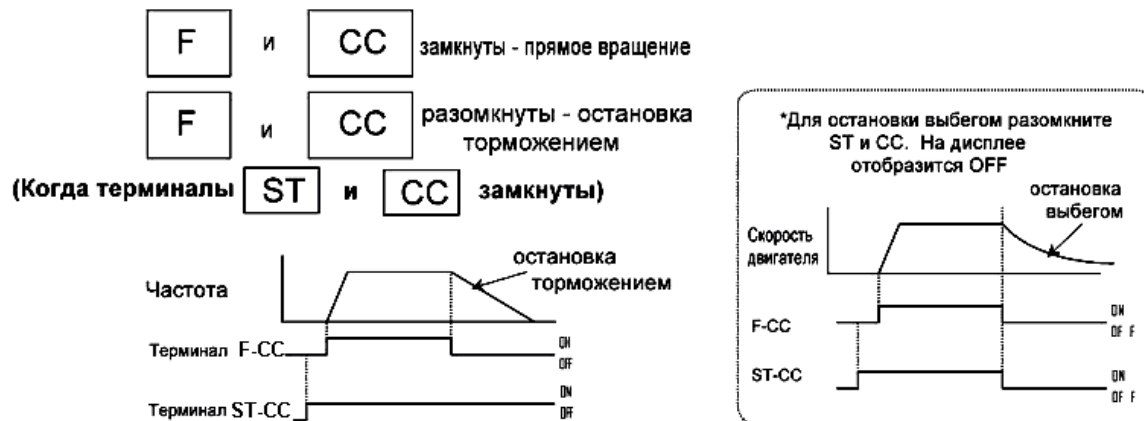 F и CC замкнуты - прямое вращение
F и CC разомкнуты - остановка
торможением
(Когда терминалы ST и CC замкнуты)
остановка
торможением
Частота
Терминал F-CC
ON
OFF
Терминал ST-CC
ON
OFF
*Для остановки выбегом разомкните
ST и CC. На дисплее
отобразится OFF
остановка
выбегом
Скорость
двигателя
F-CC
ON
OF F
ST-CC
ON
OF F